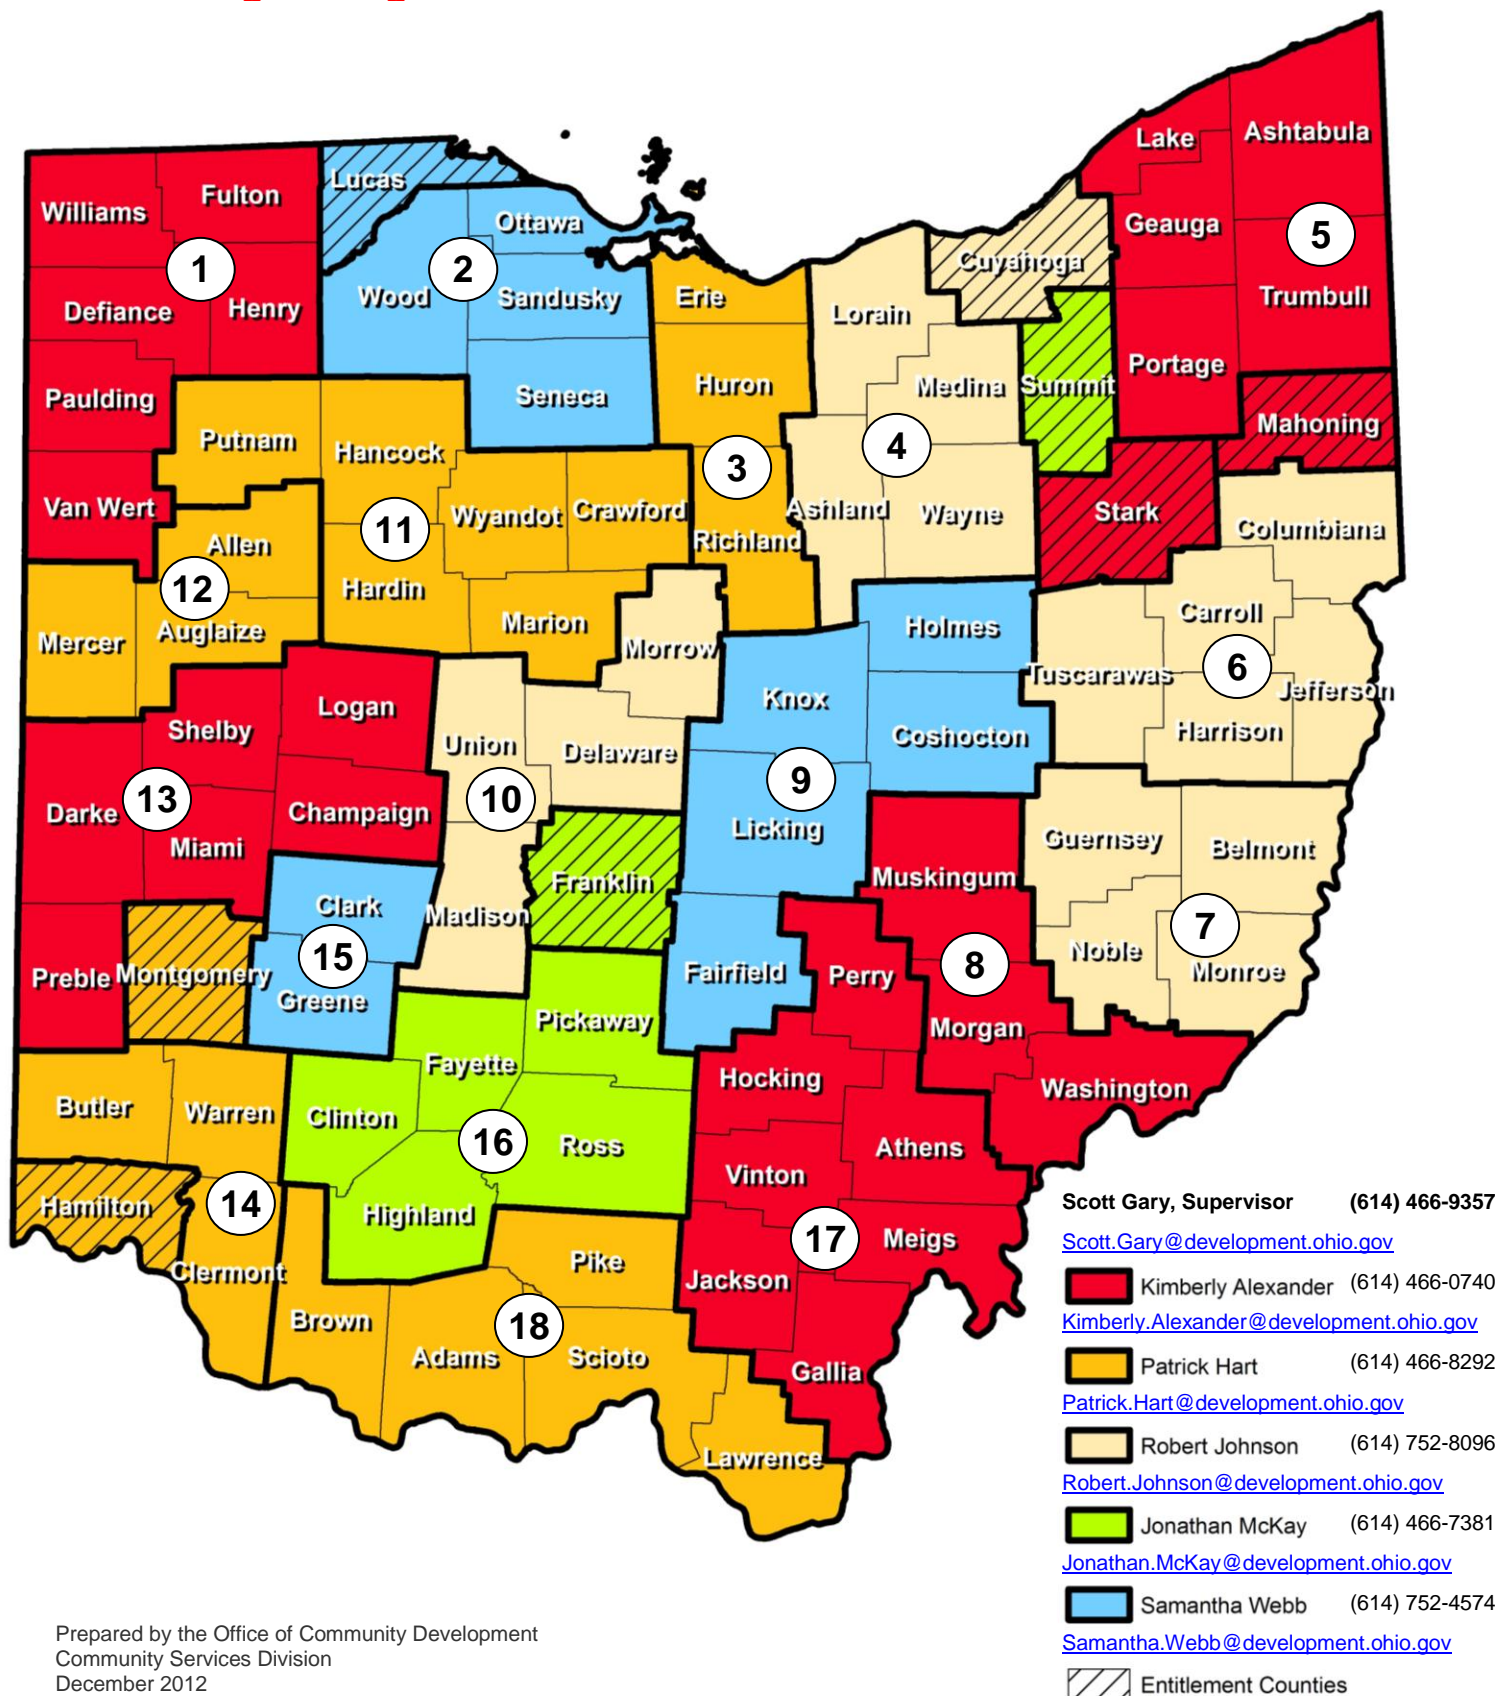 Lake
Ashtabula
Lucas
Williams
Fulton
Ottawa
Geauga
5
1
2
Cuyahoga
Wood
Sandusky
Erie
Trumbull
Defiance
Henry
Lorain
Portage
Paulding
Seneca
Huron
Medina
Summit
Mahoning
Putnam
Hancock
3
4
Van Wert
Wyandot
Crawford
Ashland
Wayne
Stark
11
Richland
Columbiana
Allen
12
Hardin
Carroll
Mercer
Auglaize
Marion
Morrow
Holmes
Tuscarawas
6
Jefferson
Knox
Shelby
Logan
Union
Delaware
Coshocton
Harrison
13
10
9
Darke
Champaign
Licking
Guernsey
Belmont
Miami
Franklin
Muskingum
Clark
Madison
7
Preble
Montgomery
15
Fairfield
Perry
8
Noble
Monroe
Greene
Pickaway
Morgan
Fayette
Hocking
Washington
Butler
Warren
Clinton
16
Ross
Athens
Vinton
Hamilton
14
Highland
17
Meigs
Clermont
Pike
Jackson
Brown
18
Adams
Scioto
Gallia
Lawrence
Scott Gary, Supervisor (614) 466-9357
Scott.Gary@development.ohio.gov
Kimberly Alexander (614) 466-0740
Kimberly.Alexander@development.ohio.gov
Patrick Hart (614) 466-8292
Patrick.Hart@development.ohio.gov
Robert Johnson (614) 752-8096
Robert.Johnson@development.ohio.gov
Jonathan McKay (614) 466-7381
Jonathan.McKay@development.ohio.gov
Samantha Webb (614) 752-4574
Samantha.Webb@development.ohio.gov
Entitlement Counties
Prepared by the Office of Community Development
Community Services Division
December 2012